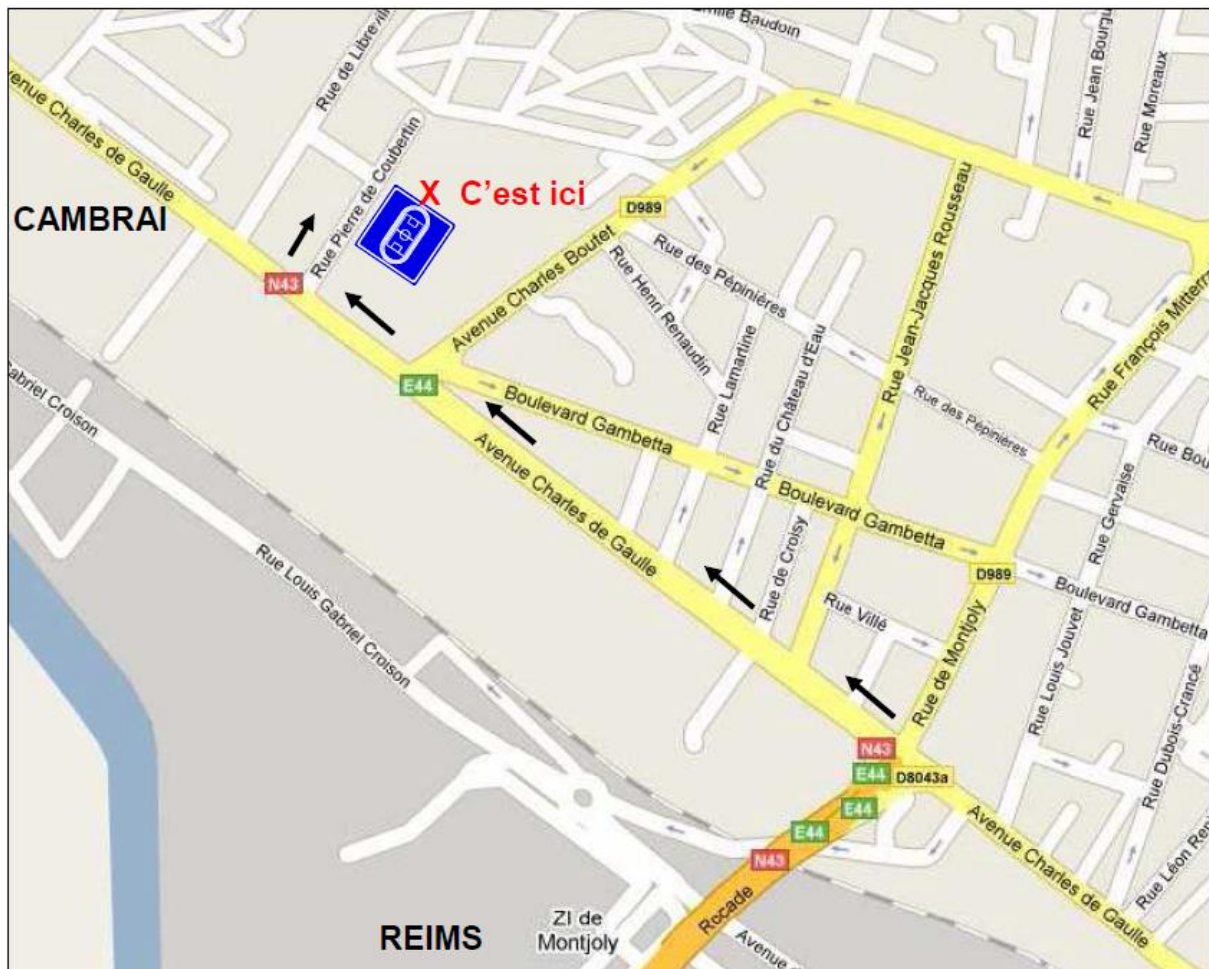 Emile Baudoin
Rue de Libreville
Rue Jean Bourgu
Rue Moreaux
Avenue Charles de Gaulle
Rue Pierre de Coubertin
X C'est ici
CAMBRAI
D989
N43
Avenue Charles Boutet
Rue des Pépinières
Rue Henri Renaudin
Rue Lamartine
Rue du Château d'Eau
Rue Jean-Jacques Rousseau
Rue François Mitterr
E44
Boulevard Gambetta
Rue des Pépinières
Rue Bou
Gabriel Croison
Avenue Charles de Gaulle
Boulevard Gambetta
Rue Gervaise
D989
Rue de Croisy
Rue Villé
Boulevard Gambetta
Rue Louis Gabriel Croison
Rue de Montjoly
Rue Louis Jouvet
Rue Dubois-Crancé
N43
E44
D8043a
E44
E44
N43
Avenue Charles de Gaulle
Rue Léon Ren
Rocade
ZI de
Montjoly
REIMS
Avenue